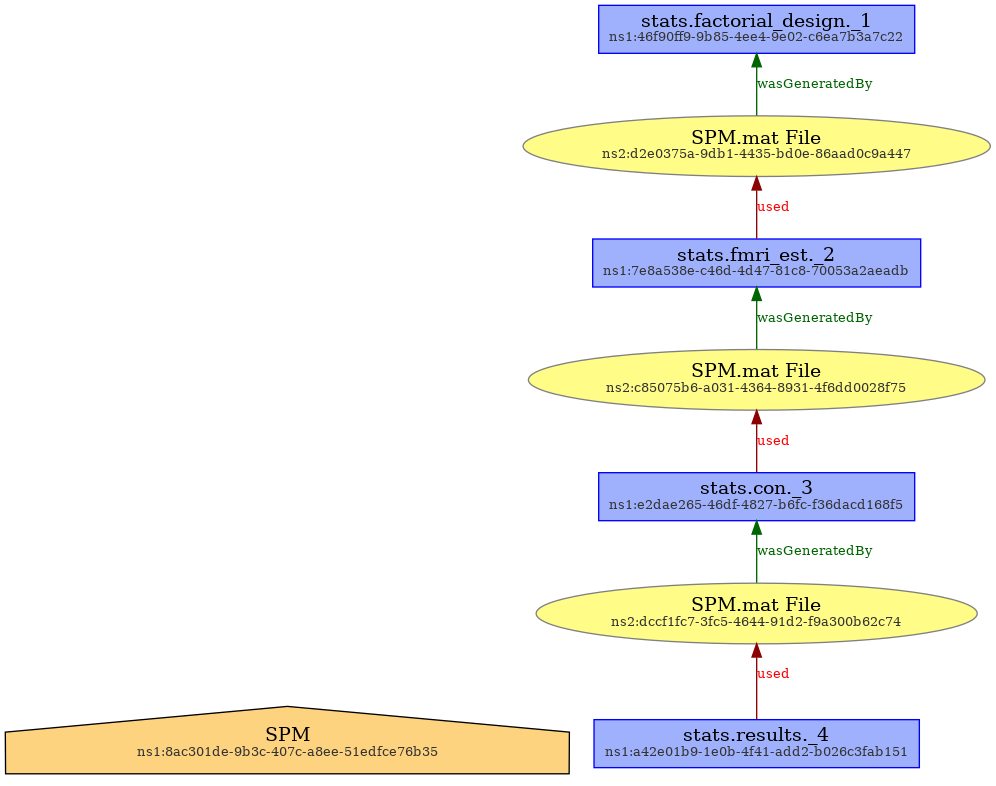 stats.factorial_design._1
ns1:46f90ff9-9b85-4ee4-9e02-c6ea7b3a7c22
wasGeneratedBy
SPM.mat File
ns2:d2e0375a-9db1-4435-bd0e-86aad0c9a447
used
stats.fmri_est._2
ns1:7e8a538e-c46d-4d47-81c8-70053a2aeadb
wasGeneratedBy
SPM.mat File
ns2:c85075b6-a031-4364-8931-4f6dd0028f75
used
stats.con._3
ns1:e2dae265-46df-4827-b6fc-f36dacd168f5
wasGeneratedBy
SPM.mat File
ns2:dccf1fc7-3fc5-4644-91d2-f9a300b62c74
used
SPM
ns1:8ac301de-9b3c-407c-a8ee-51edfce76b35
stats.results._4
ns1:a42e01b9-1e0b-4f41-add2-b026c3fab151